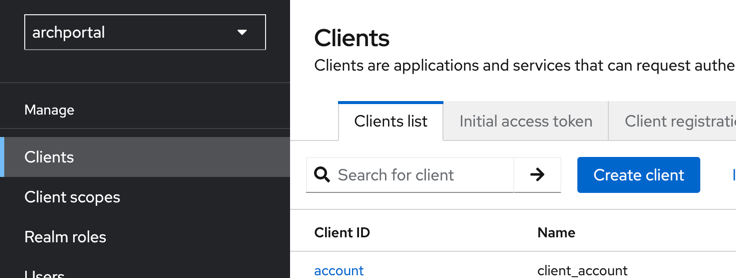 archportal
Manage
Clients
Client scopes
Realm roles
Users
Clients
Clients are applications and services that can request authe
Clients list
Initial access token
Client registrati
Search for client
Create client
Client ID
Name
account
client_account